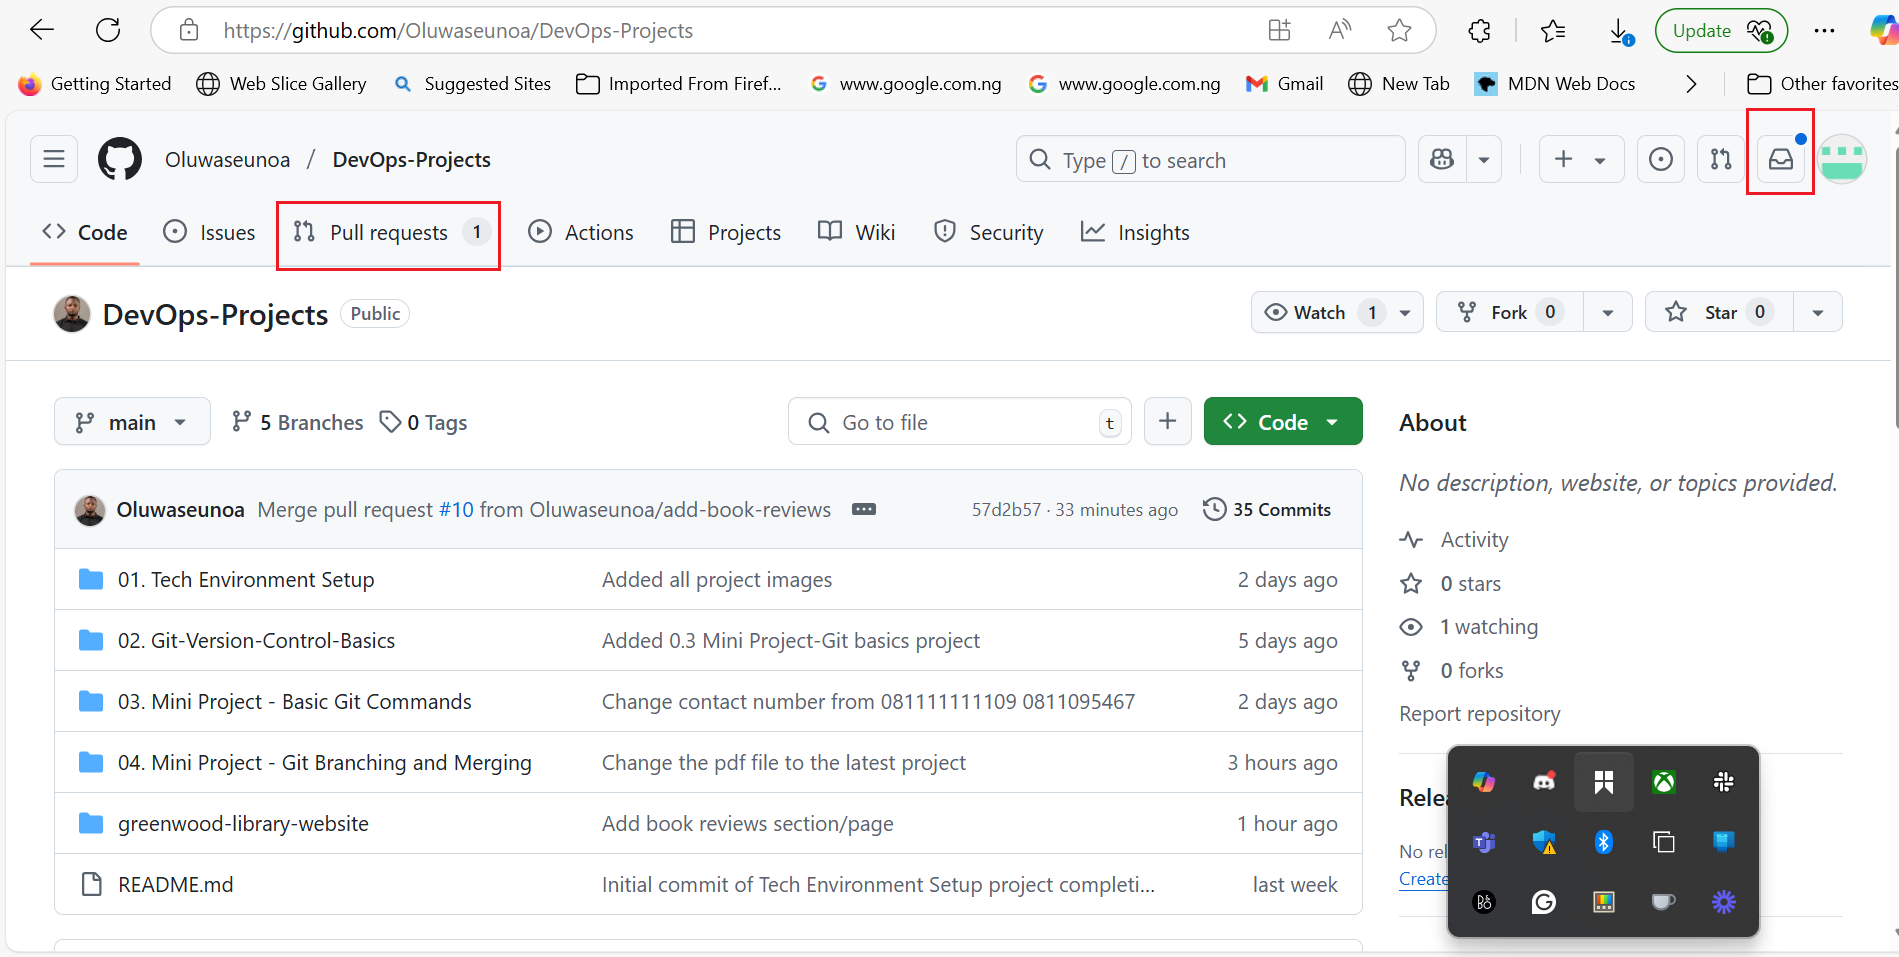 https://github.com/Oluwaseunoa/DevOps-Projects
Update
Getting Started
Web Slice Gallery
Suggested Sites
Imported From Firef...
www.google.com.ng
www.google.com.ng
Gmail
New Tab
MDN Web Docs
Other favorites
Oluwaseunoa / DevOps-Projects
Type / to search
Code
Issues
Pull requests 1
Actions
Projects
Wiki
Security
Insights
DevOps-Projects
Public
Watch 1
Fork 0
Star 0
main
5 Branches
0 Tags
Go to file
t
Code
Oluwaseunoa Merge pull request #10 from Oluwaseunoa/add-book-reviews
57d2b57 · 33 minutes ago
35 Commits
01. Tech Environment Setup
Added all project images
2 days ago
02. Git-Version-Control-Basics
Added 0.3 Mini Project-Git basics project
5 days ago
03. Mini Project - Basic Git Commands
Change contact number from 081111111109 0811095467
2 days ago
04. Mini Project - Git Branching and Merging
Change the pdf file to the latest project
3 hours ago
greenwood-library-website
Add book reviews section/page
1 hour ago
README.md
Initial commit of Tech Environment Setup project completi...
last week
About
No description, website, or topics provided.
Activity
0 stars
1 watching
0 forks
Report repository
Relea
No rel
Create